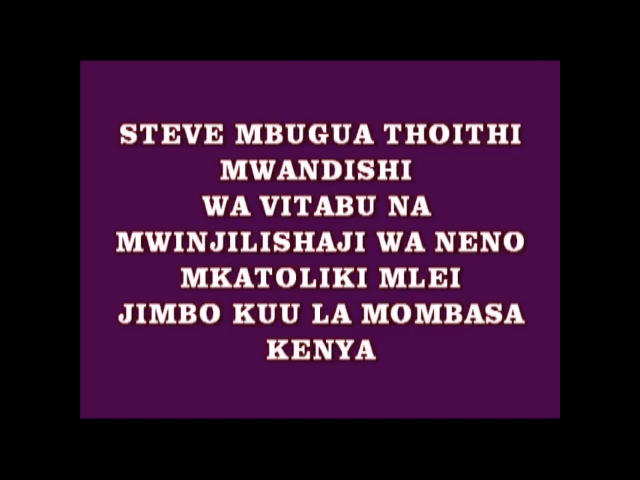 STEVE MBUGUA THOITHI
MWANDISHI
WA VITABU NA
MWINJILISHAJI WA NENO
MKATOLIKI MLEI
JIMBO KUU LA MOMBASA
KENYA